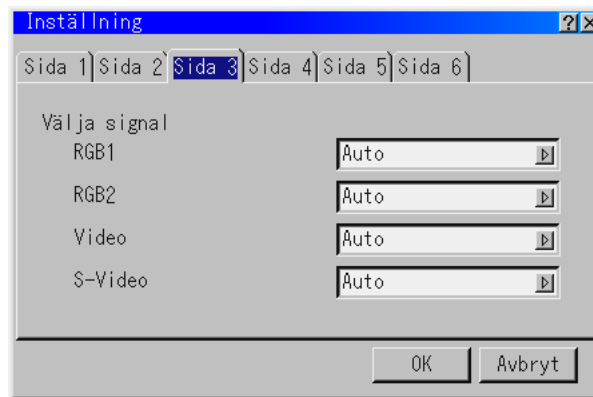 Inställning
Sida 1 Sida 2 Sida 3 Sida 4 Sida 5 Sida 6
Välja signal
RGB1 Auto
RGB2 Auto
Video Auto
S-Video Auto
OK Avbryt